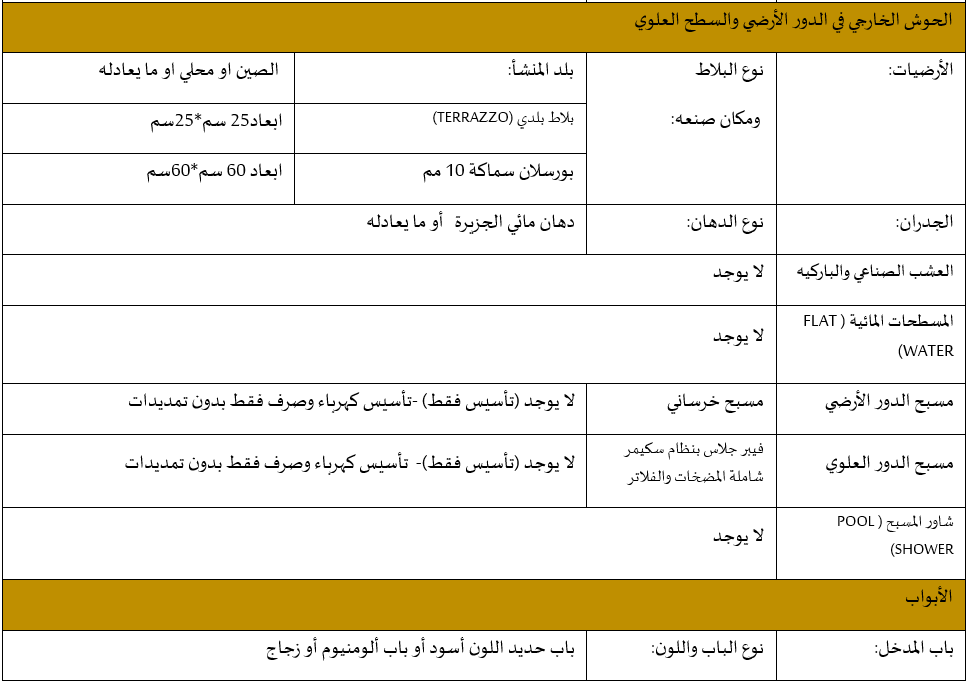 الحوش الخارجي في الدور الأرضي والسطح العلوي
الأرضيات:
نوع البلاط
ومكان صنعه:
بلد المنشأ:
الصين او محلي او ما يعادله
بلاط بلدي (TERRAZZO)
ابعاد25 سم*25سم
بورسلان سماكة 10 مم
ابعاد 60 سم*60سم
الجدران:
نوع الدهان:
دهان مائي الجزيرة أو ما يعادله
العشب الصناعي والباركيه
لا يوجد
المسطحات المائية ( FLAT
WATER)
لا يوجد
مسبح الدور الأرضي
مسبح خرساني
لا يوجد (تأسيس فقط) -تأسيس كهرباء وصرف فقط بدون تمديدات
مسبح الدور العلوي
فيبر جلاس بنظام سكيمر
شاملة المضخات والفلاتر
لا يوجد (تأسيس فقط)- تأسيس كهرباء وصرف فقط بدون تمديدات
شاور المسبح ( POOL
SHOWER)
لا يوجد
الأبواب
باب المدخل:
نوع الباب واللون:
باب حديد اللون أسود أو باب ألومنيوم أو زجاج